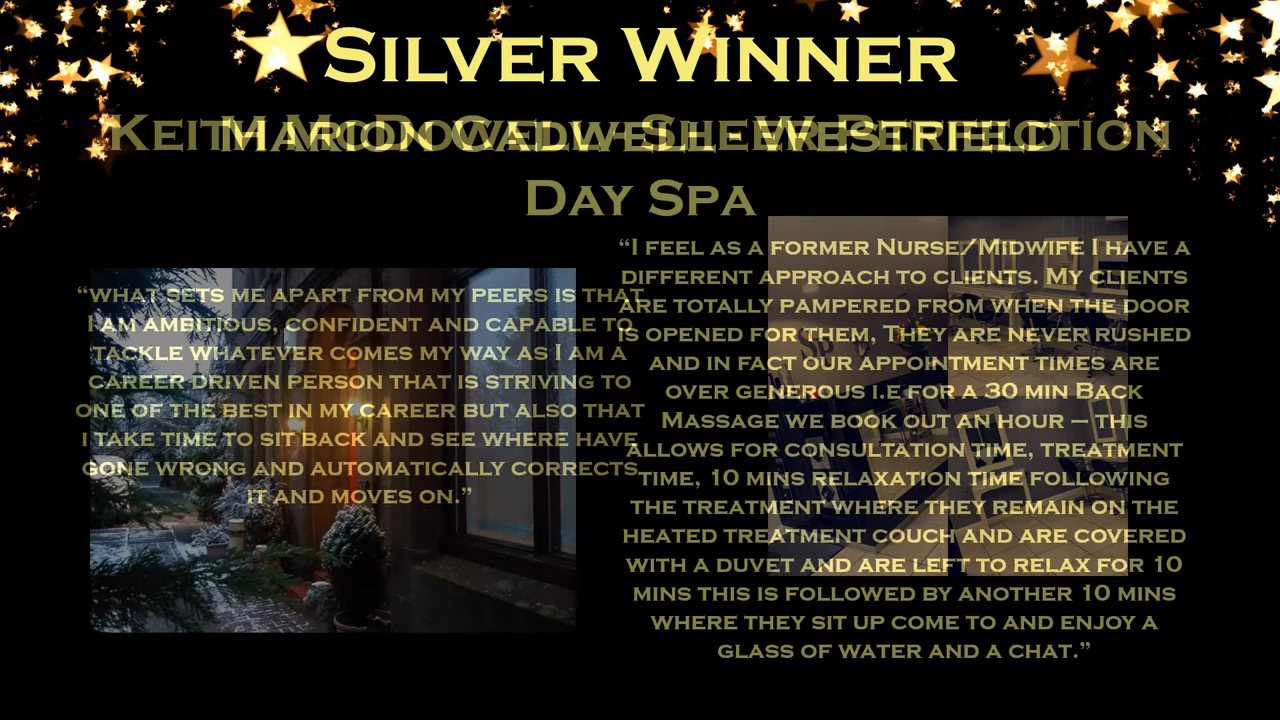 Silver Winner
Keith McDowall - Sheer Perfection
Marion Cadwell - Westfield
Day Spa
“what sets me apart from my peers is that
I am ambitious, confident and capable to
tackle whatever comes my way as I am a
career driven person that is striving to
one of the best in my career but also that
I take time to sit back and see where have
gone wrong and automatically corrects
it and moves on.”
“I feel as a former Nurse/Midwife I have a
different approach to clients. My clients
are totally pampered from when the door
is opened for them, They are never rushed
and in fact our appointment times are
over generous i.e for a 30 min Back
Massage we book out an hour – this
allows for consultation time, treatment
time, 10 mins relaxation time following
the treatment where they remain on the
heated treatment couch and are covered
with a duvet and are left to relax for 10
mins this is followed by another 10 mins
where they sit up come to and enjoy a
glass of water and a chat.”